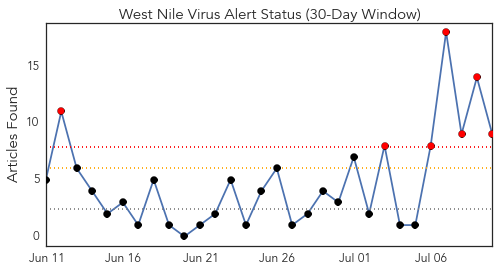 West Nile Virus Alert Status (30-Day Window)
Articles Found
15
10
5
0
Jun 11 Jun 16 Jun 21 Jun 26 Jul 01 Jul 06